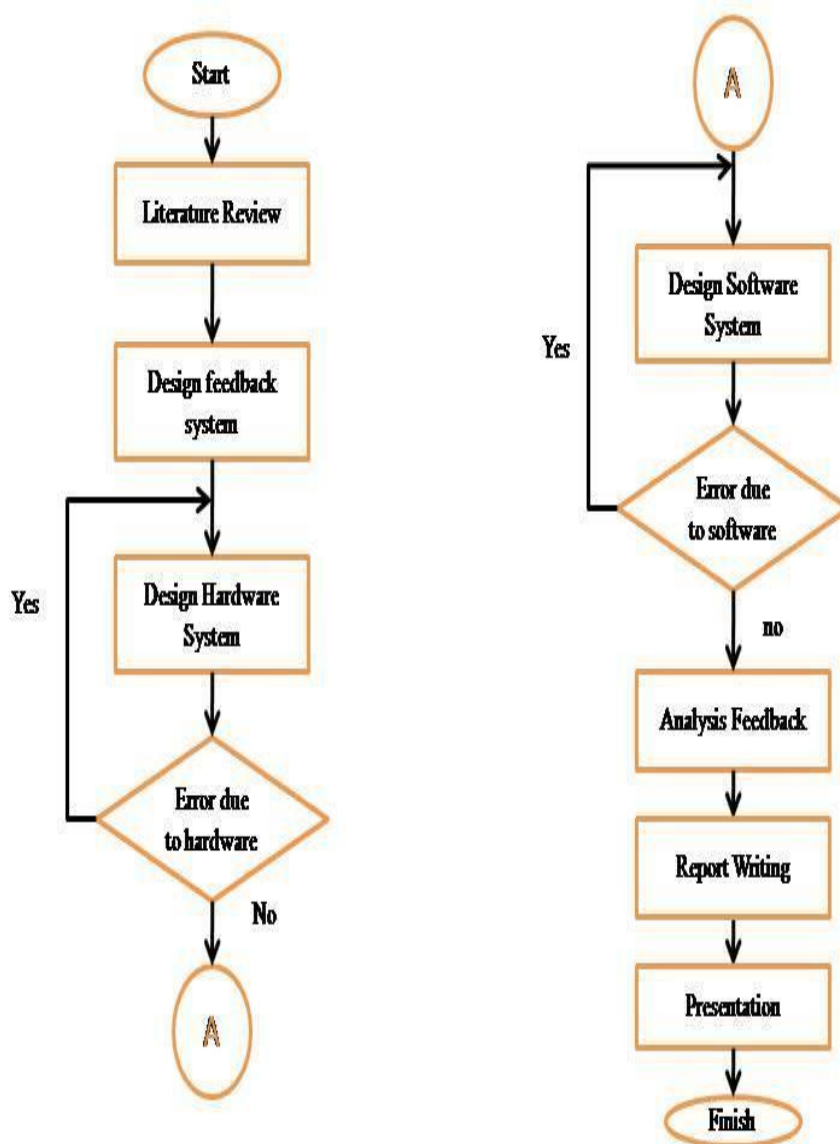 Start
Literature Review
Design feedback
system
Yes
Design Hardware
System
Error due
to hardware
No
A
A
Design Software
System
Yes
Error due
to software
no
Analysis Feedback
Report Writing
Presentation
Finish